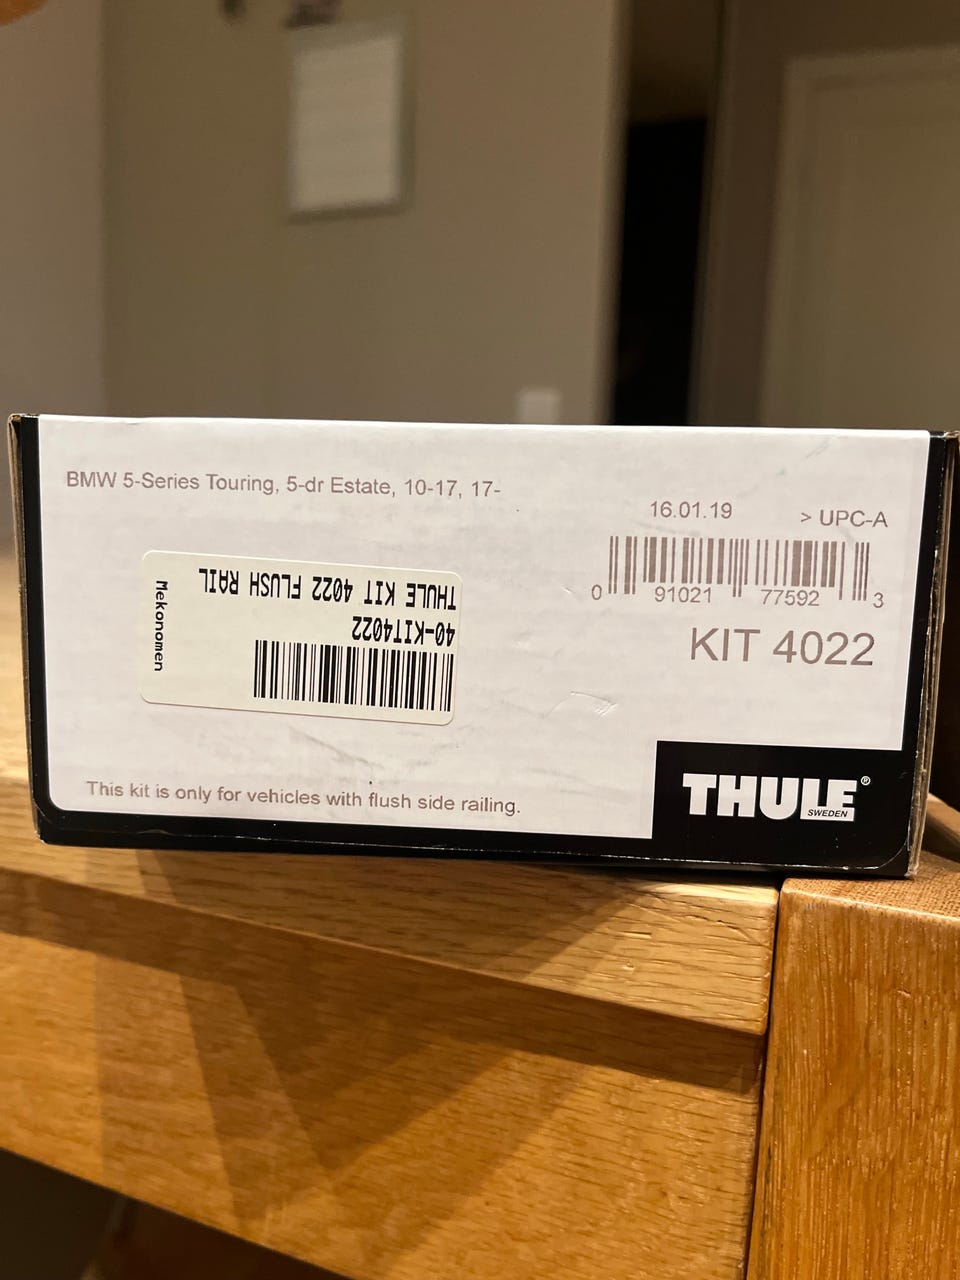 BMW 5-Series Touring, 5-dr Estate, 10-17, 17-
16.01.19 > UPC-A
0 91021 77592 3
KIT 4022
THULE KIT 4022 FLUSH RAIL
40-KIT4022
Mekonomen
This kit is only for vehicles with flush side railing.
THULE®
SWEDEN